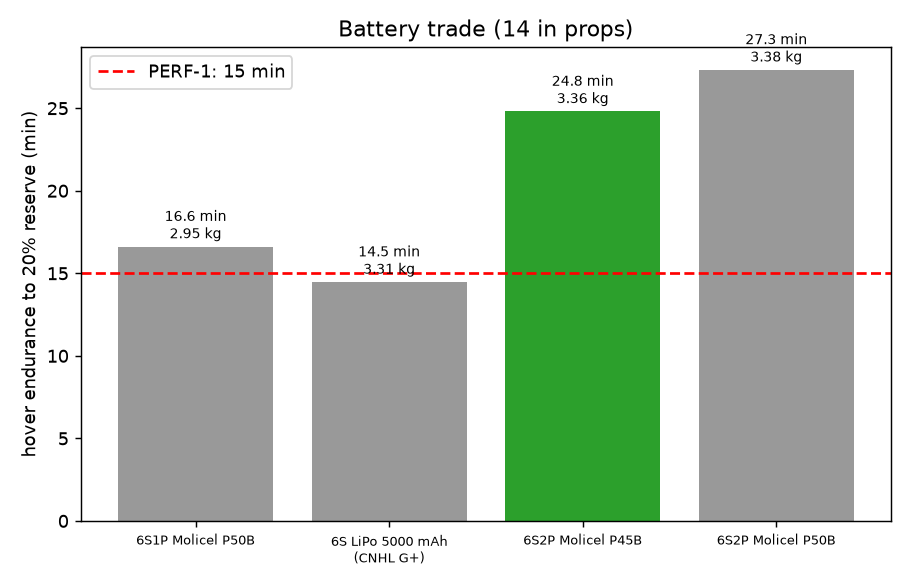 Battery trade (14 in props)
PERF-1: 15 min
hover endurance to 20% reserve (min)
25
20
15
10
5
0
16.6 min
2.95 kg
14.5 min
3.31 kg
24.8 min
3.36 kg
27.3 min
3.38 kg
6S1P Molicel P50B
6S LiPo 5000 mAh
(CNHL G+)
6S2P Molicel P45B
6S2P Molicel P50B